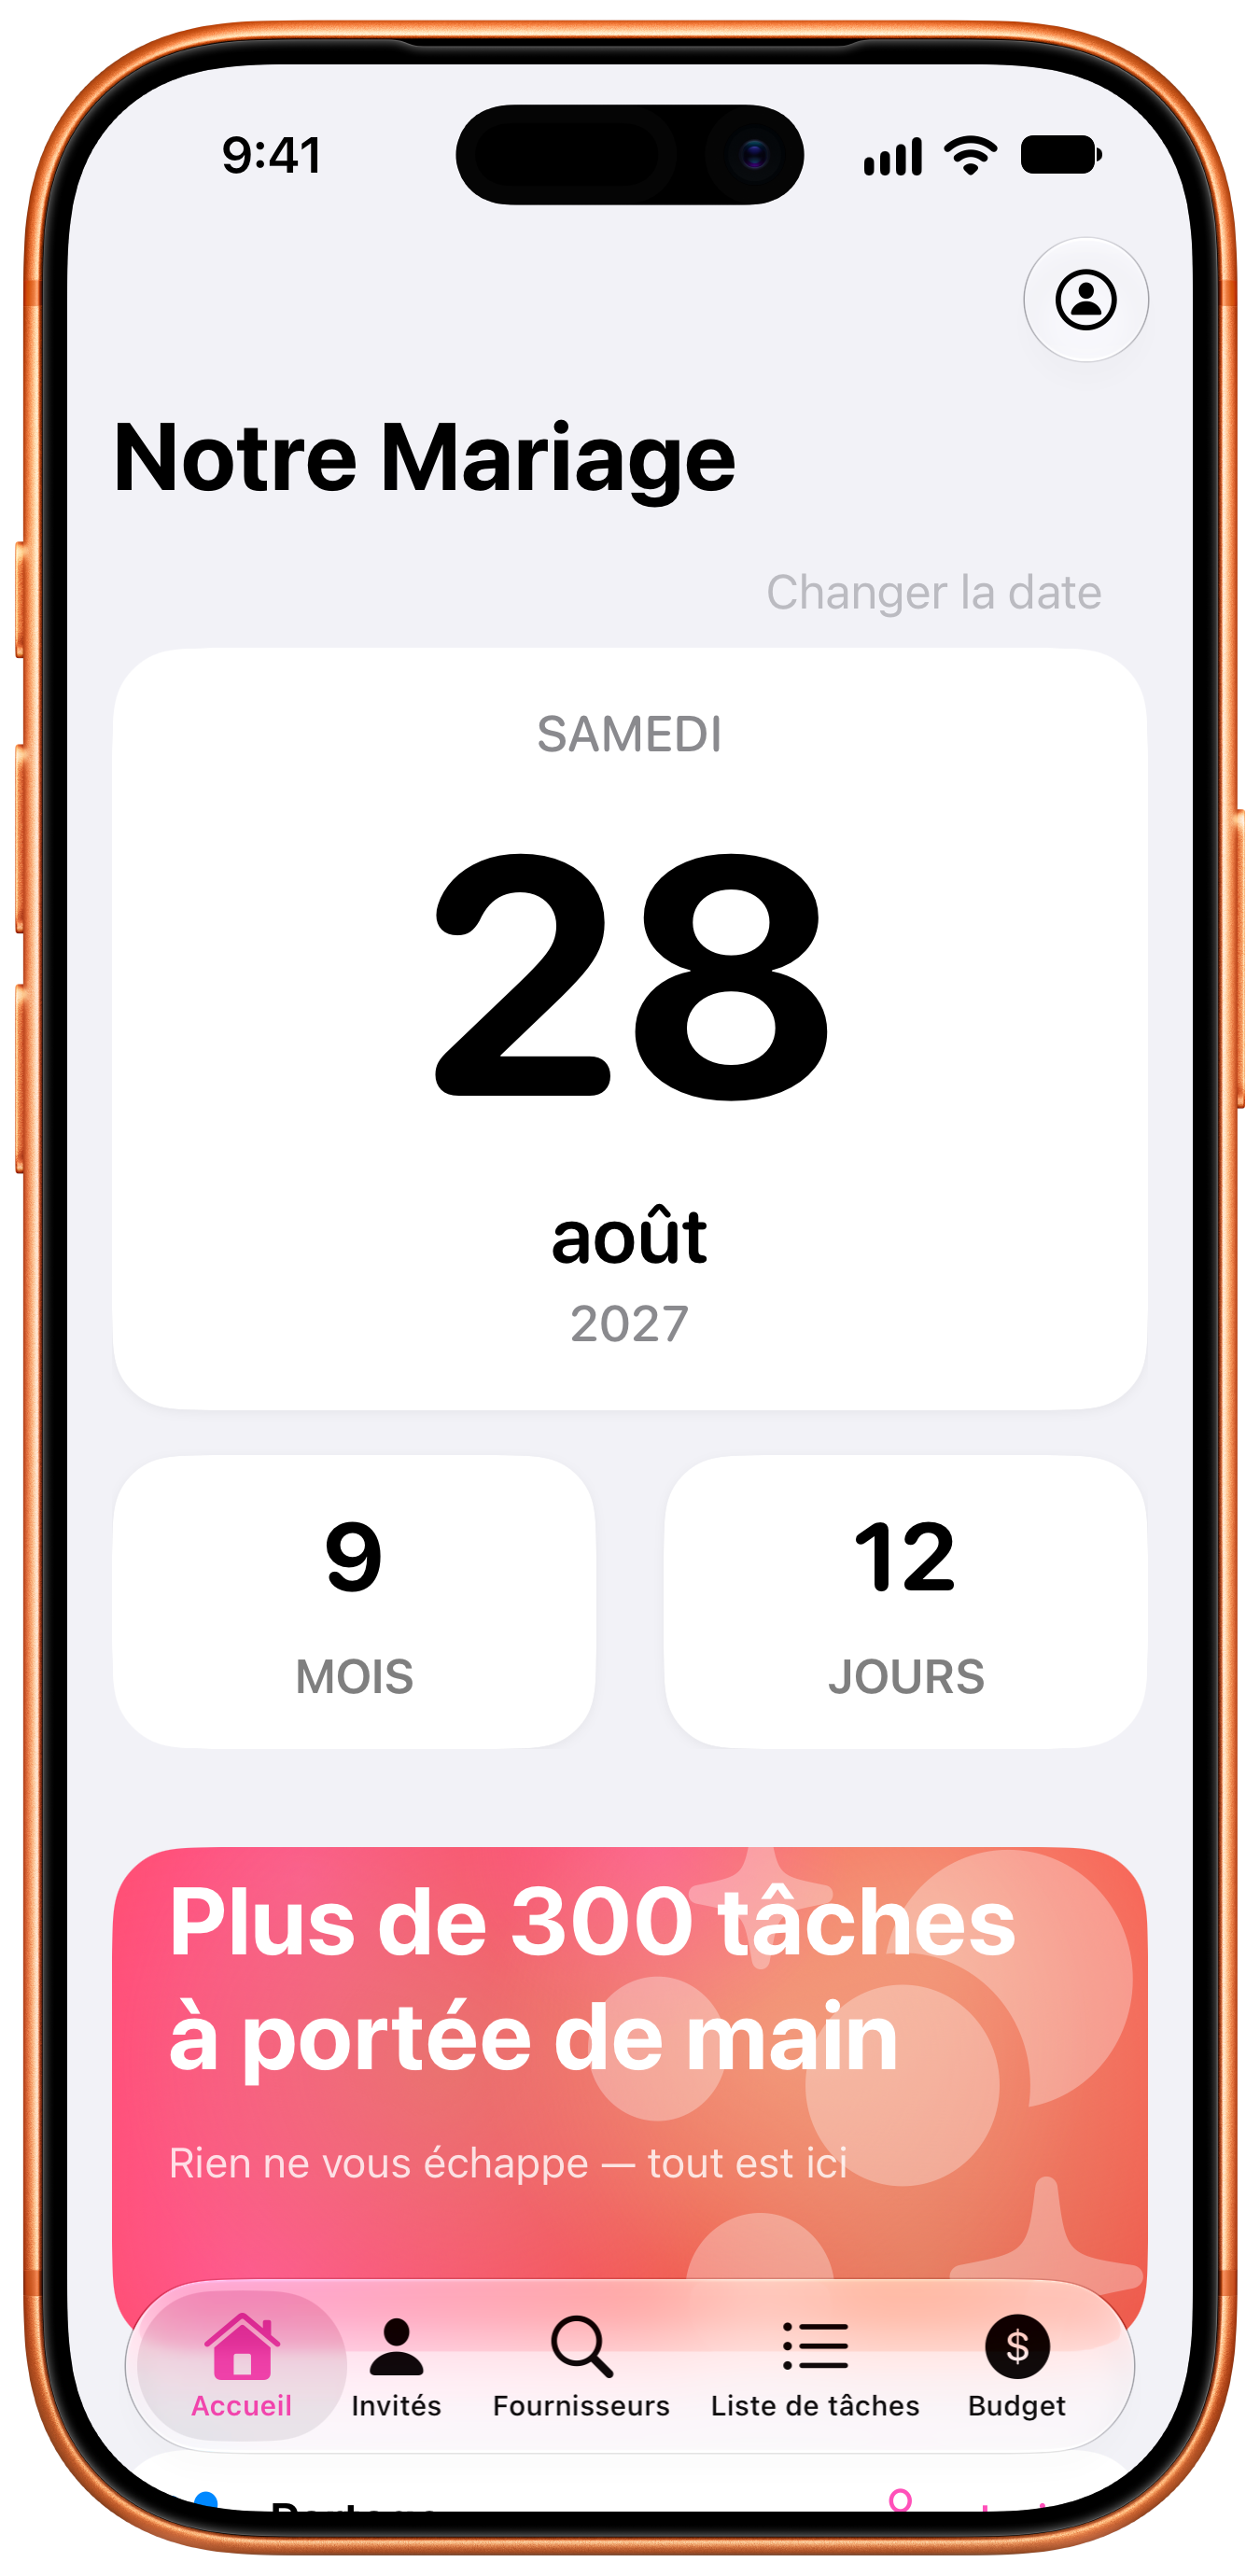 9:41
Notre Mariage
Changer la date
SAMEDI
28
août
2027
9
MOIS
12
JOURS
Plus de 300 tâches
à portée de main
Rien ne vous échappe — tout est ici
$
Accueil
Invités
Fournisseurs
Liste de tâches
Budget